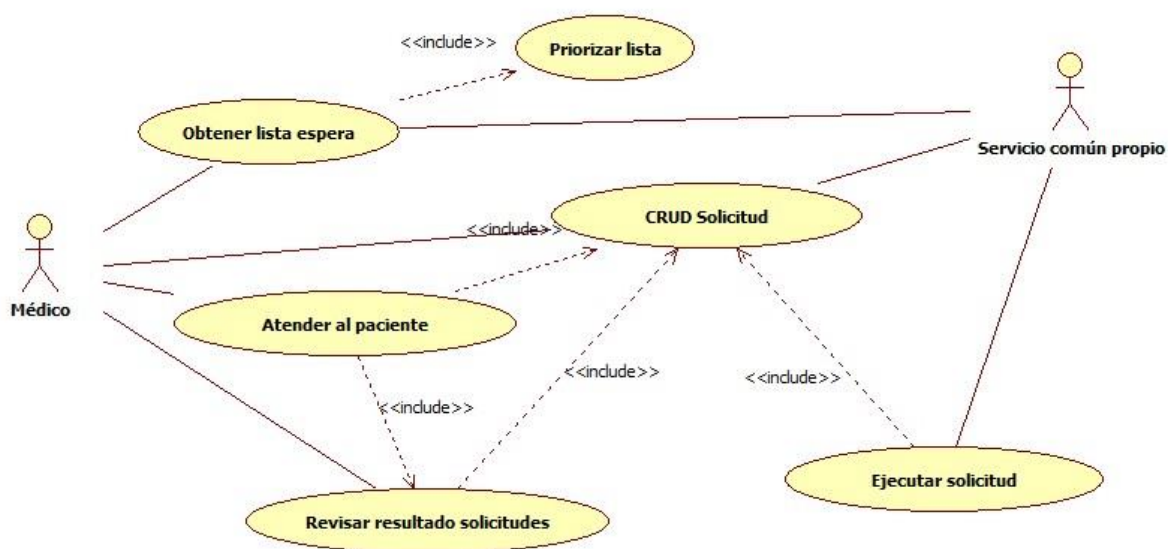 <<include>>
Priorizar lista
Obtener lista espera
Servicio común propio
CRUD Solicitud
<<include>>
Médico
Atender al paciente
<<include>>
<<include>>
<<include>>
Ejecutar solicitud
Revisar resultado solicitudes